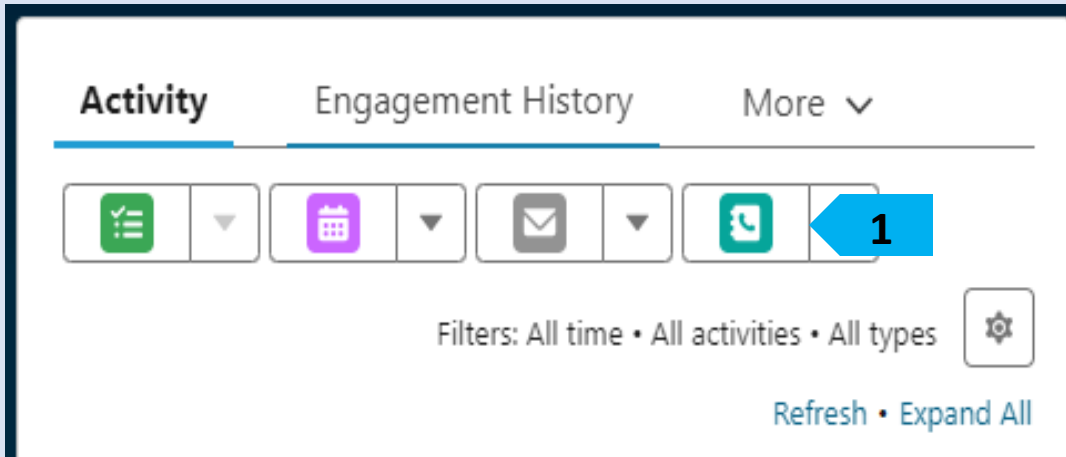 Activity Engagement History More
1
Filters: All time • All activities • All types
Refresh • Expand All